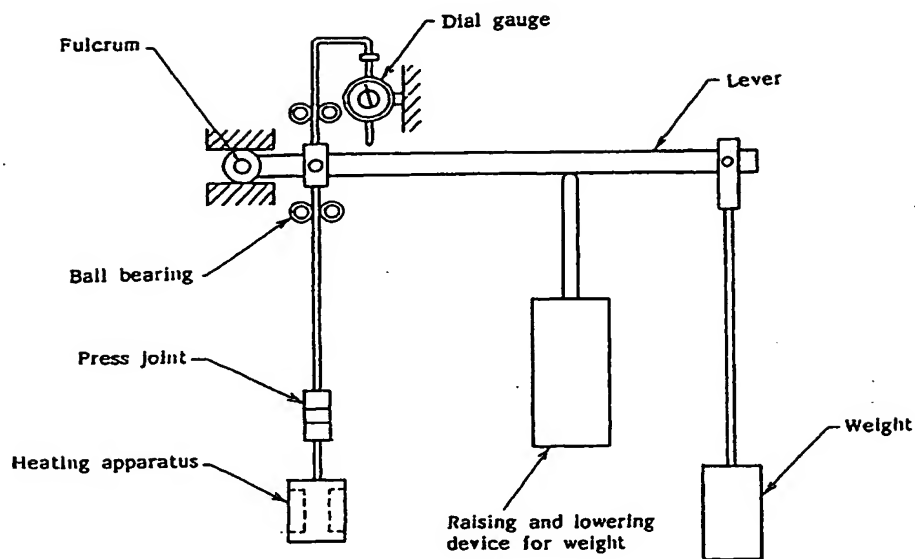 Dial gauge
Fulcrum
Lever
Ball bearing
Press joint
Heating apparatus
Weight
Raising and lowering
device for weight